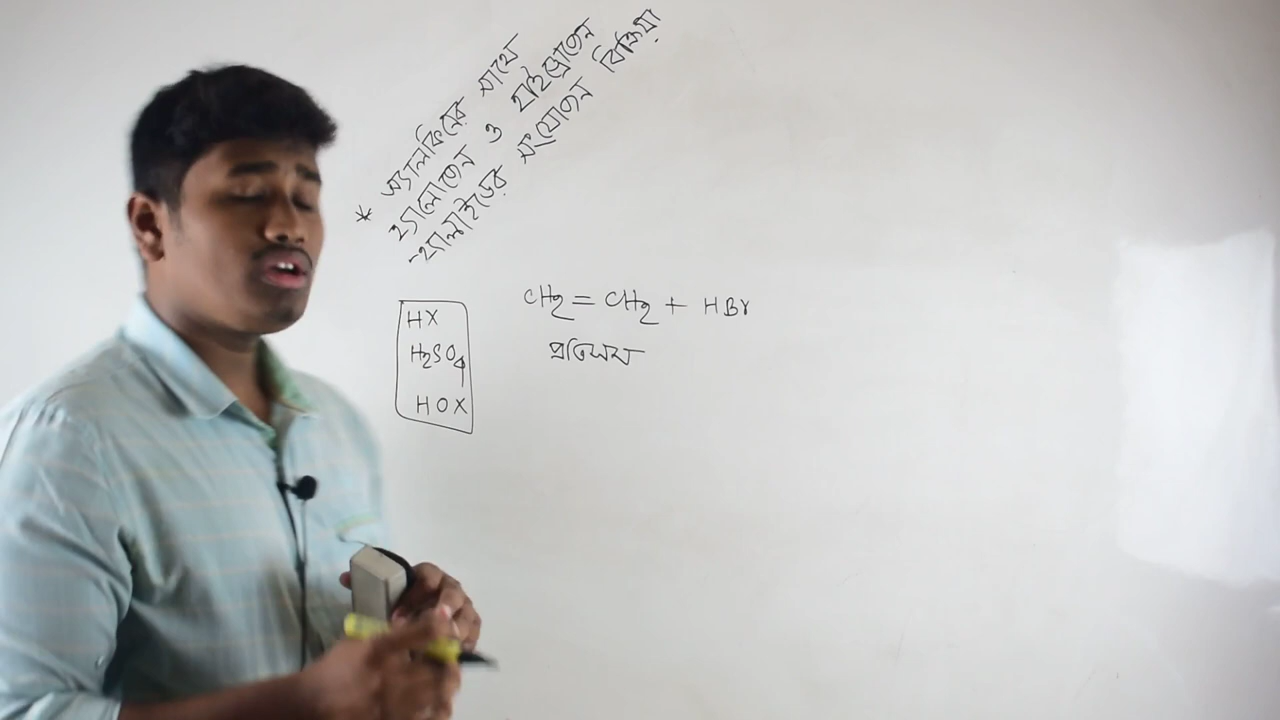 * অ্যালকিনের সাথে
হ্যালোজেন ও হাইড্রোজেন
হ্যালাইডের সংযোজন বিক্রিয়া
HX
H₂SO₄
HOX
CH₂ = CH₂ + HBr
প্রতিসম